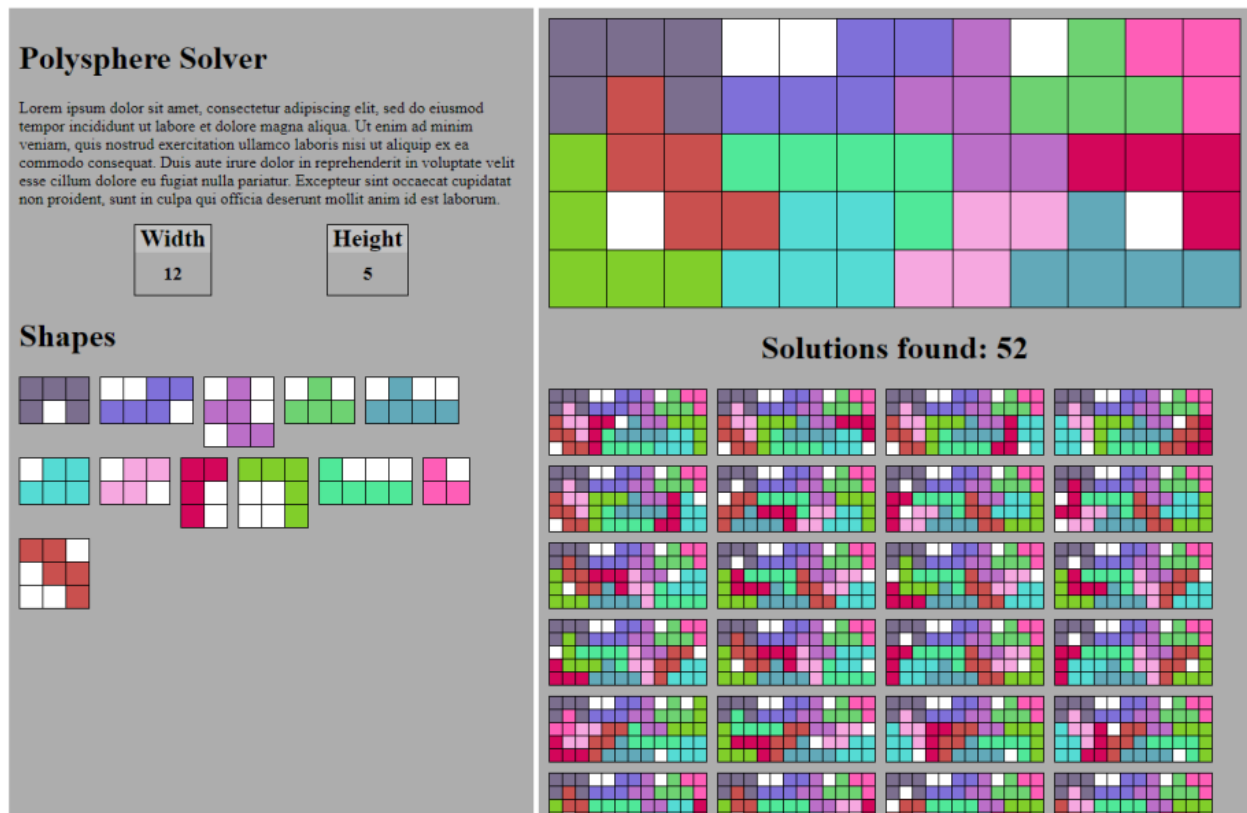 Polysphere Solver
Lorem ipsum dolor sit amet, consectetur adipiscing elit, sed do eiusmod
tempor incididunt ut labore et dolore magna aliqua. Ut enim ad minim
veniam, quis nostrud exercitation ullamco laboris nisi ut aliquip ex ea
commodo consequat. Duis aute irure dolor in reprehenderit in voluptate velit
esse cillum dolore eu fugiat nulla pariatur. Excepteur sint occaecat cupidatat
non proident, sunt in culpa qui officia deserunt mollit anim id est laborum.
Width
12
Height
5
Shapes
Solutions found: 52